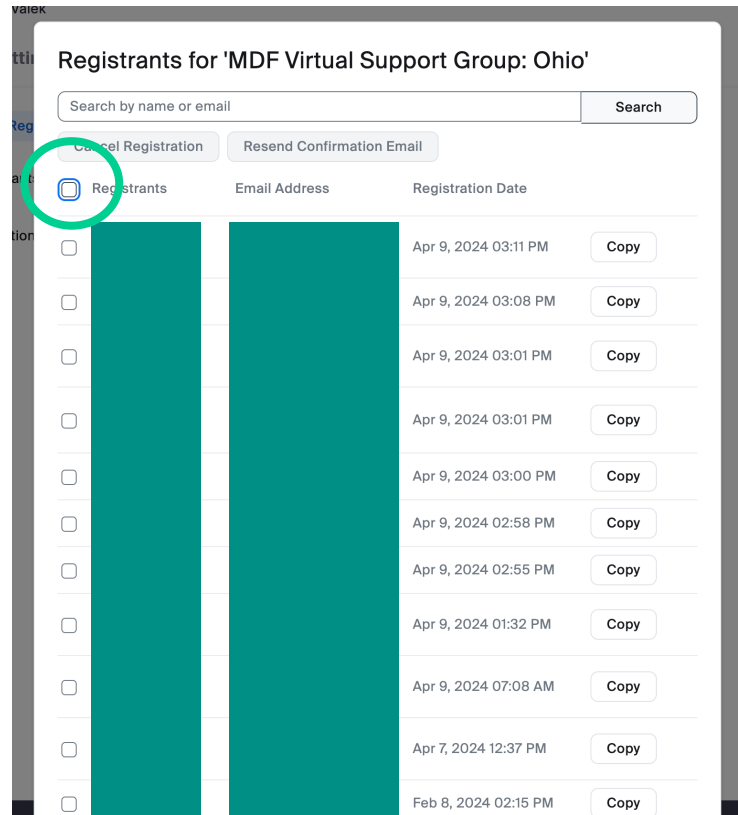 valek
ttin
Registrants for 'MDF Virtual Support Group: Ohio'
Search by name or email Search
Reg
Cancel Registration Resend Confirmation Email
Registrants Email Address Registration Date
tion
Apr 9, 2024 03:11 PM Copy
Apr 9, 2024 03:08 PM Copy
Apr 9, 2024 03:01 PM Copy
Apr 9, 2024 03:01 PM Copy
Apr 9, 2024 03:00 PM Copy
Apr 9, 2024 02:58 PM Copy
Apr 9, 2024 02:55 PM Copy
Apr 9, 2024 01:32 PM Copy
Apr 9, 2024 07:08 AM Copy
Apr 7, 2024 12:37 PM Copy
Feb 8, 2024 02:15 PM Copy